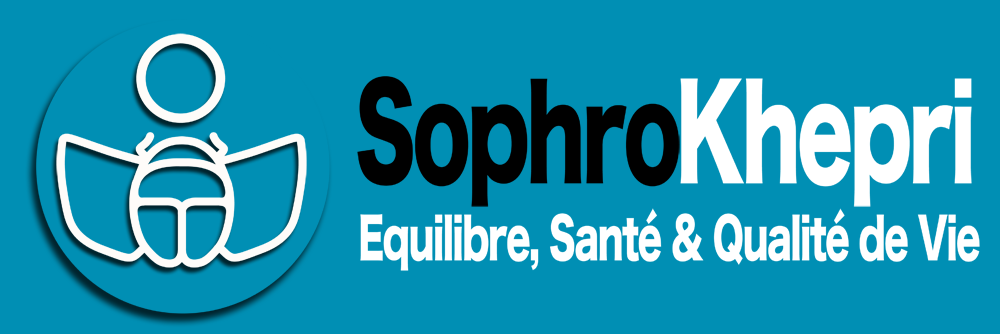 SophroKhepri
Equilibre, Santé & Qualité de Vie